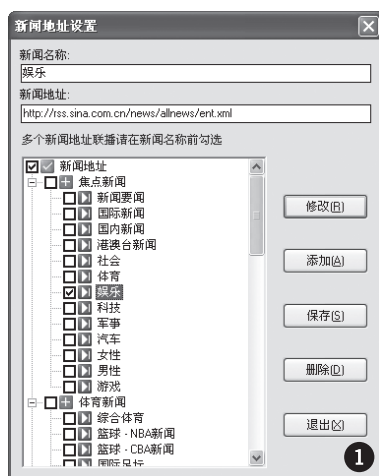 新闻地址设置
新闻名称:
娱乐
新闻地址:
http://rss.sina.com.cn/news/allnews/ent.xml
多个新闻地址联播请在新闻名称前勾选
新闻地址
焦点新闻
新闻要闻
国际新闻
国内新闻
港澳台新闻
社会
体育
娱乐
科技
军事
汽车
女性
男性
游戏
体育新闻
综合体育
篮球 - NBA新闻
篮球 - CBA新闻
国际足坛
修改(R)
添加(A)
保存(S)
删除(D)
退出(X)
1